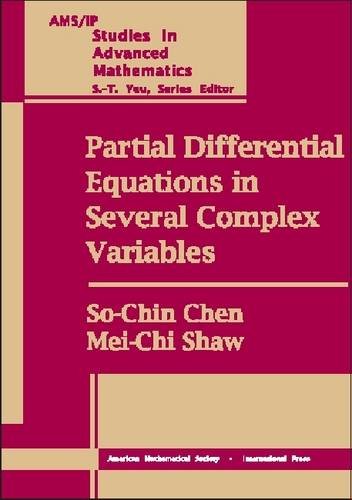 AMS/IP
Studies in
Advanced
Mathematics
S.-T. Yau, Series Editor
Partial Differential
Equations in
Several Complex
Variables
So-Chin Chen
Mei-Chi Shaw
American Mathematical Society • International Press